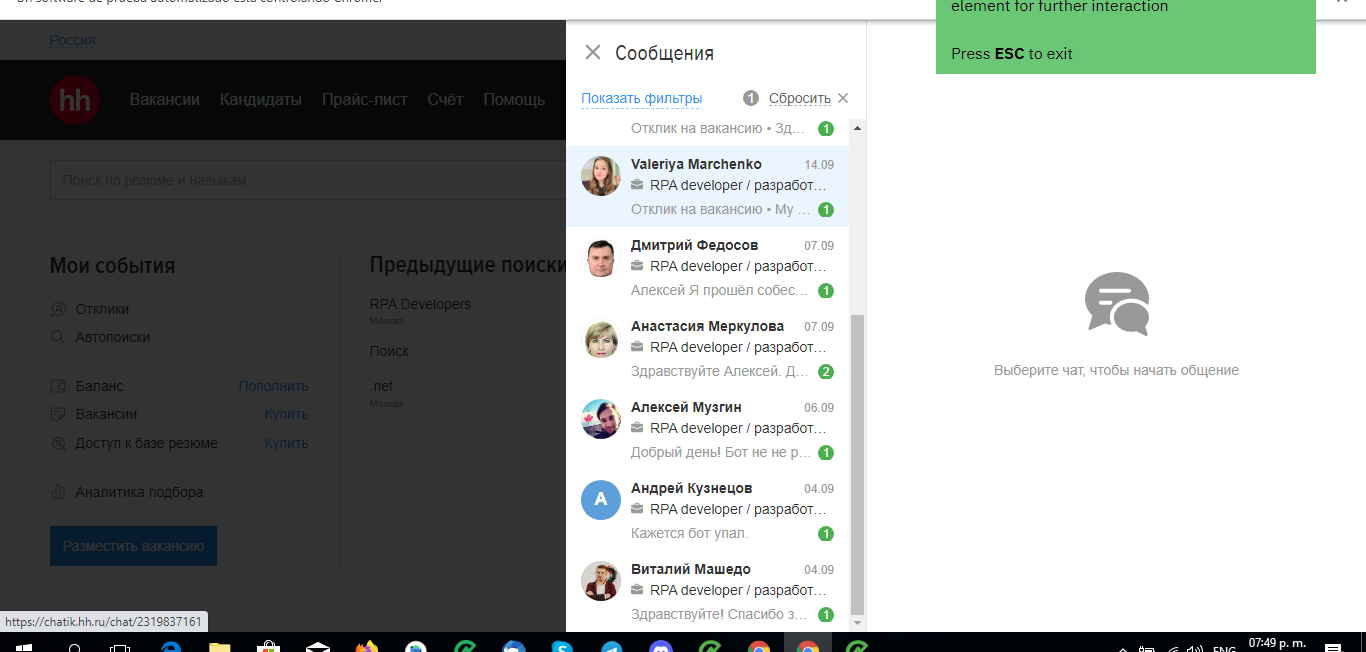 Un software de prueba automatizado está controlando Chrome.
element for further interaction
Press ESC to exit
Россия
hh
Вакансии Кандидаты Прайс-лист Счёт Помощь
Поиск по резюме и навыкам
Мои события
Отклики
Автопоиски
Баланс Пополнить
Вакансии Купить
Доступ к базе резюме Купить
Аналитика подбора
Разместить вакансию
Предыдущие поиски
RPA Developers
Москва
Поиск
.net
Москва
Сообщения
Показать фильтры 1 Сбросить
Отклик на вакансию • Зд... 1
Valeriya Marchenko 14.09
RPA developer / разработ...
Отклик на вакансию • My ... 1
Дмитрий Федосов 07.09
RPA developer / разработ...
Алексей Я прошёл собес... 1
Анастасия Меркулова 07.09
RPA developer / разработ...
Здравствуйте Алексей. Д... 2
Алексей Музгин 06.09
RPA developer / разработ...
Добрый день! Бот не не р... 1
А
Андрей Кузнецов 04.09
RPA developer / разработ...
Кажется бот упал. 1
Виталий Машедо 04.09
RPA developer / разработ...
Здравствуйте! Спасибо з... 1
Выберите чат, чтобы начать общение
https://chatik.hh.ru/chat/2319837161
ENG
07:49 p. m.